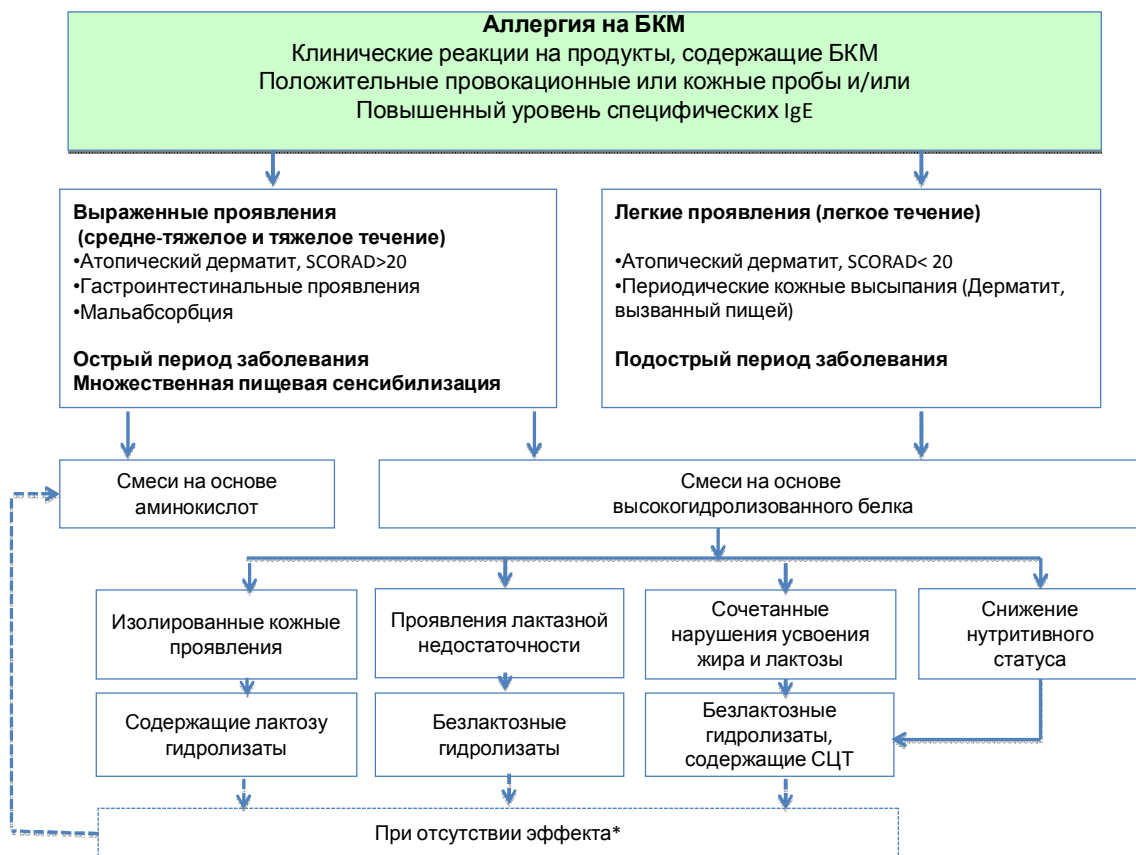 Аллергия на БКМ
Клинические реакции на продукты, содержащие БКМ
Положительные провокационные или кожные пробы и/или
Повышенный уровень специфических IgE
Выраженные проявления
(средне-тяжелое и тяжелое течение)
•Атопический дерматит, SCORAD>20
•Гастроинтестинальные проявления
•Мальабсорбция
Острый период заболевания
Множественная пищевая сенсибилизация
Легкие проявления (легкое течение)
•Атопический дерматит, SCORAD< 20
•Периодические кожные высыпания (Дерматит,
вызванный пищей)
Подострый период заболевания
Смеси на основе
аминокислот
Смеси на основе
высокогидролизованного белка
Изолированные кожные
проявления
Проявления лактазной
недостаточности
Сочетанные
нарушения усвоения
жира и лактозы
Снижение
нутритивного
статуса
Содержащие лактозу
гидролизаты
Безлактозные
гидролизаты
Безлактозные
гидролизаты,
содержащие СЦТ
При отсутствии эффекта*